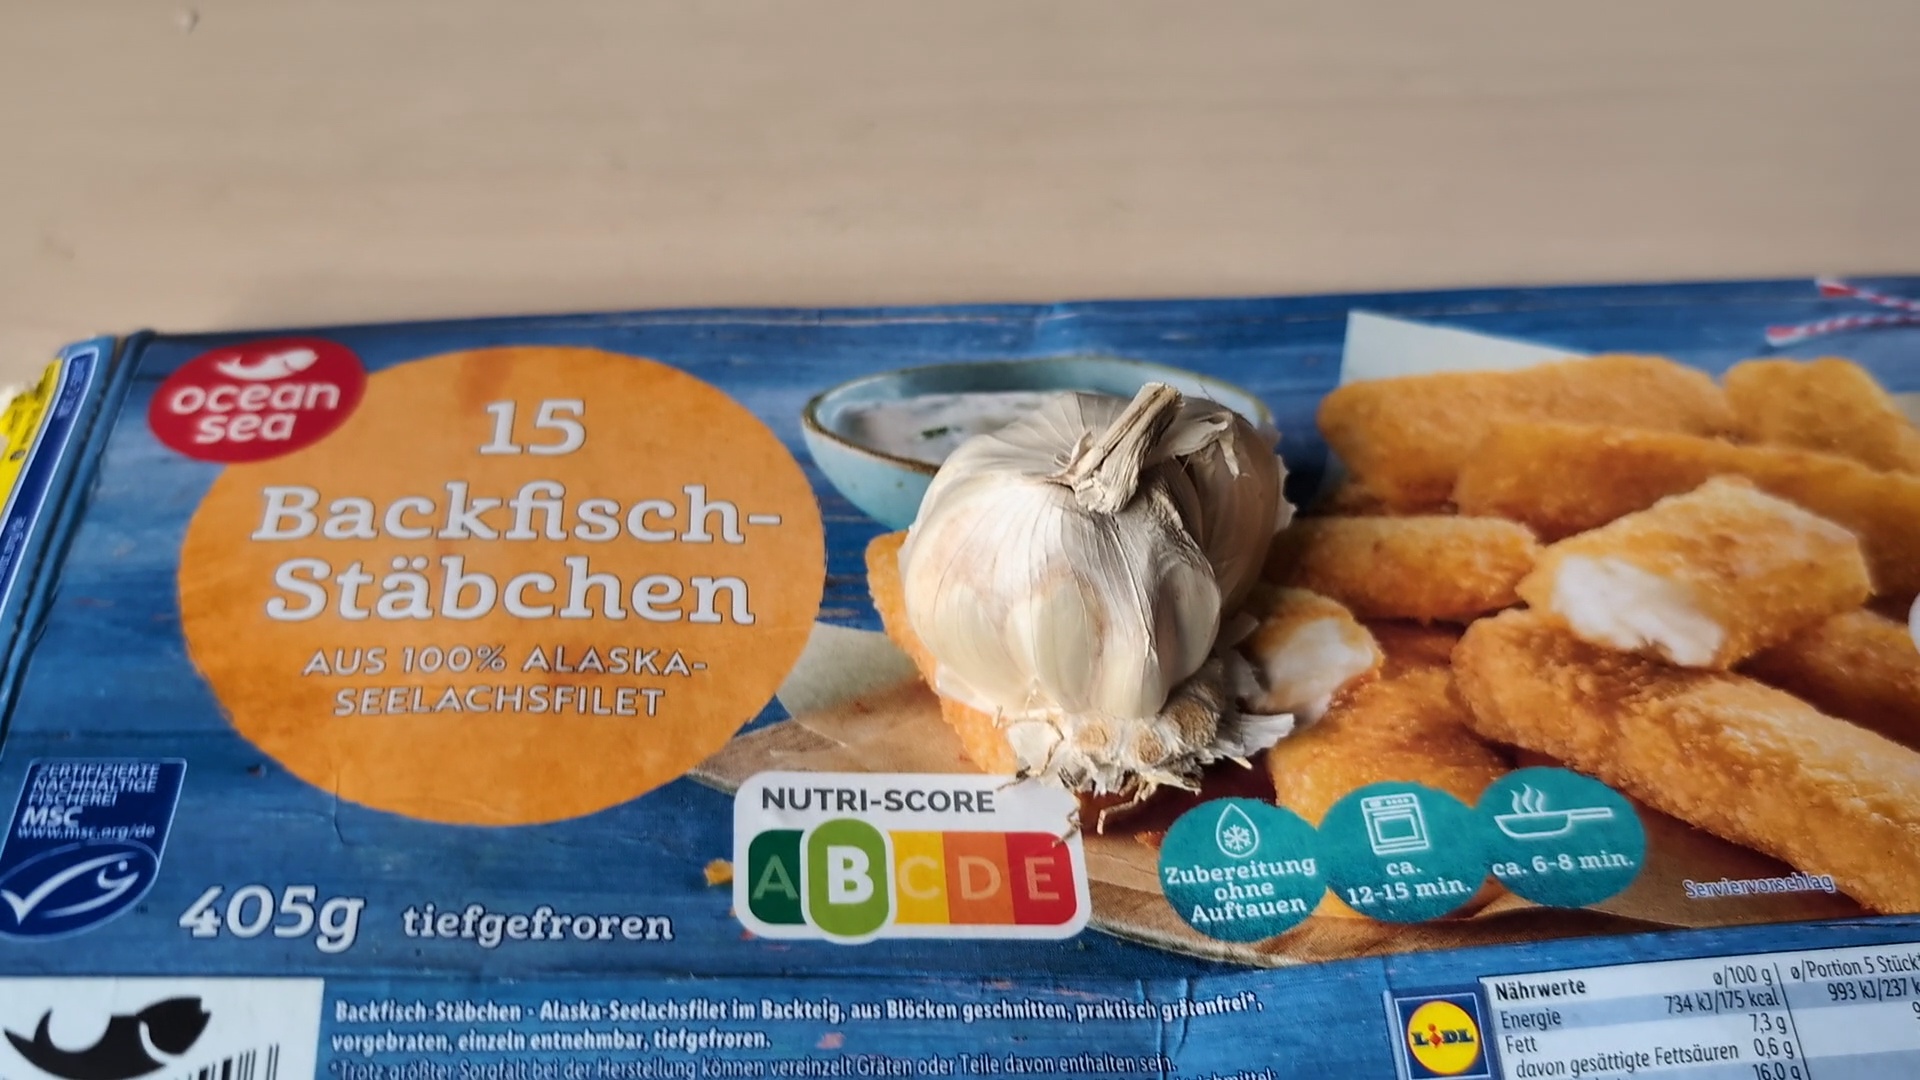 ocean
sea
15
Backfisch-
Stäbchen
AUS 100% ALASKA-
SEELACHSFILET
ZERTIFIZIERTE
NACHHALTIGE
FISCHEREI
MSC
www.msc.org/de
TM
405g tiefgefroren
NUTRI-SCORE
A B C D E
Zubereitung
ohne
Auftauen
ca.
12-15 min.
ca. 6-8 min.
Serviervorschlag
Backfisch-Stäbchen - Alaska-Seelachsfilet im Backteig, aus Blöcken geschnitten, praktisch grätenfrei*,
vorgebraten, einzeln entnehmbar, tiefgefroren.
*Trotz größter Sorgfalt bei der Herstellung können vereinzelt Gräten oder Teile davon enthalten sein.
LIDL
Nährwerte ø/100 g ø/Portion 5 Stück*
Energie 734 kJ/175 kcal 993 kJ/237 k
Fett 7,3 g 9
davon gesättigte Fettsäuren 0,6 g
16,0 g